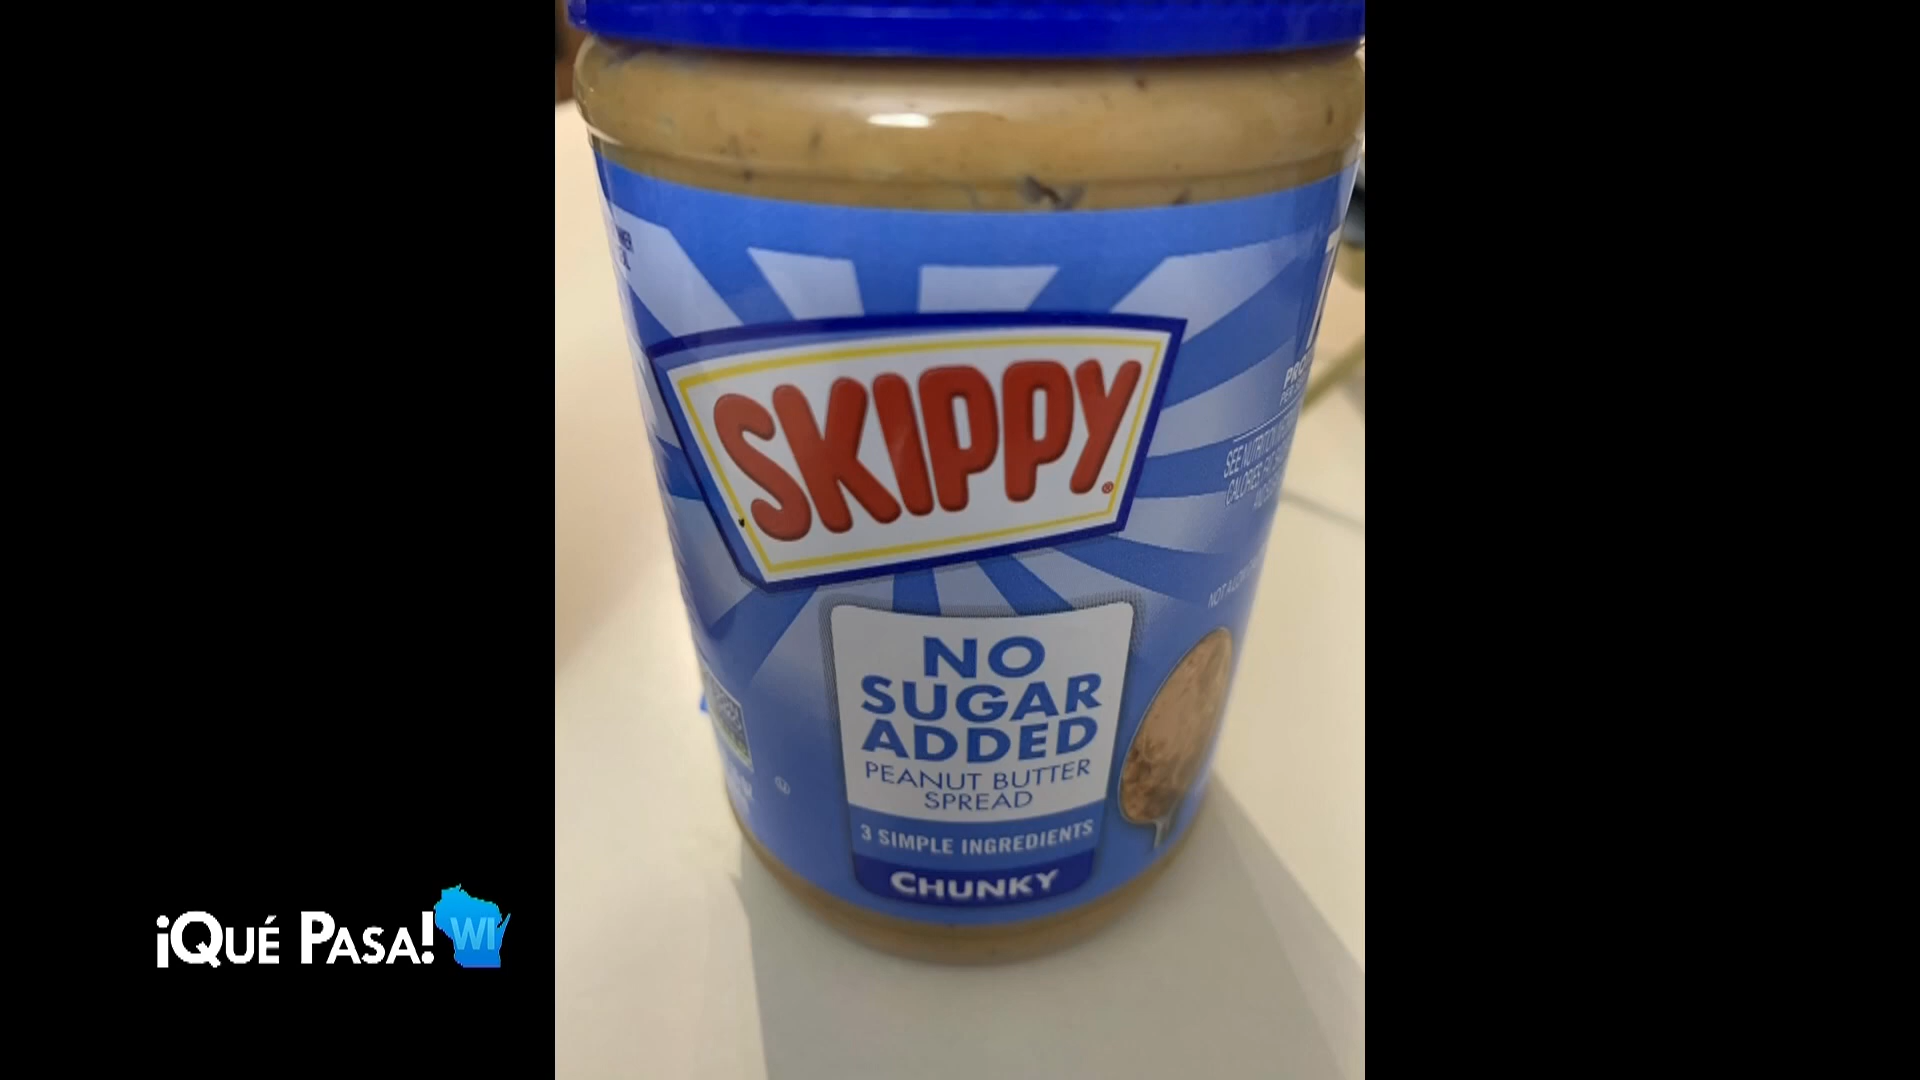 SKIPPY®
NO
SUGAR
ADDED
PEANUT BUTTER
SPREAD
3 SIMPLE INGREDIENTS
CHUNKY
¡QUÉ PASA! WI